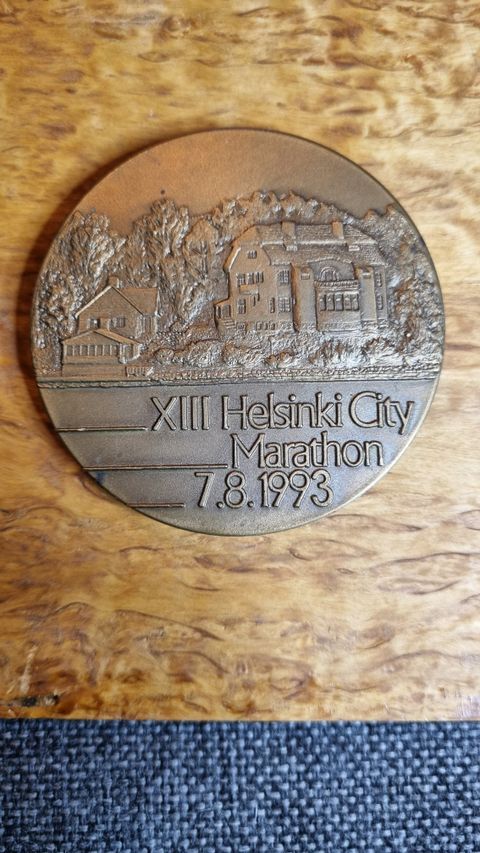 XIII Helsinki City
Marathon
7.8.1993